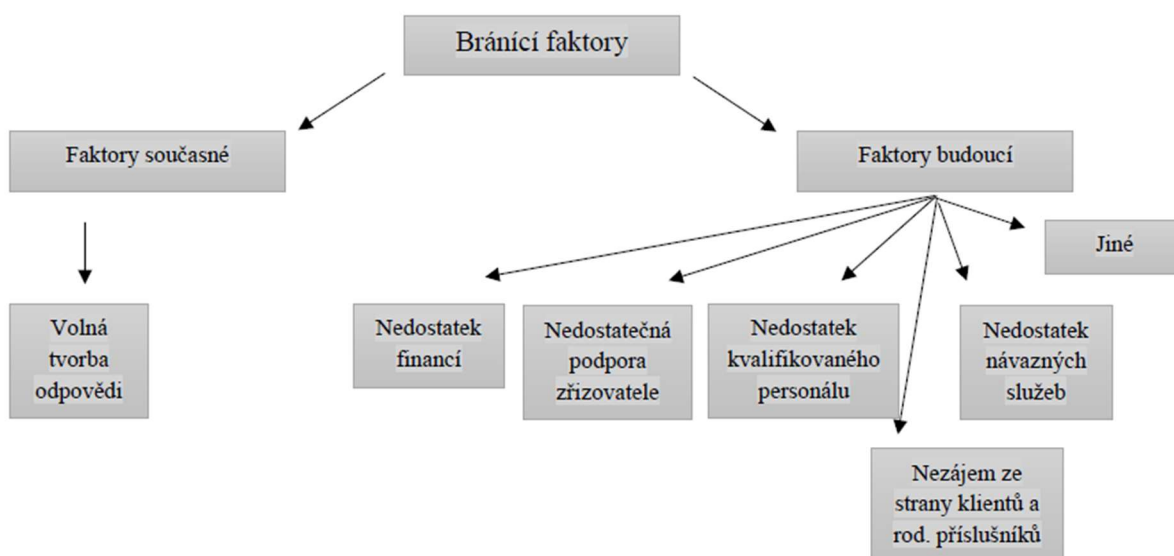 Bránící faktory
Faktory současné
Faktory budoucí
Jiné
Volná
tvorba
odpovědi
Nedostatek
financí
Nedostatečná
podpora
zřizovatele
Nedostatek
kvalifikovaného
personálu
Nedostatek
návazných
služeb
Nezájem ze
strany klientů a
rod. příslušníků